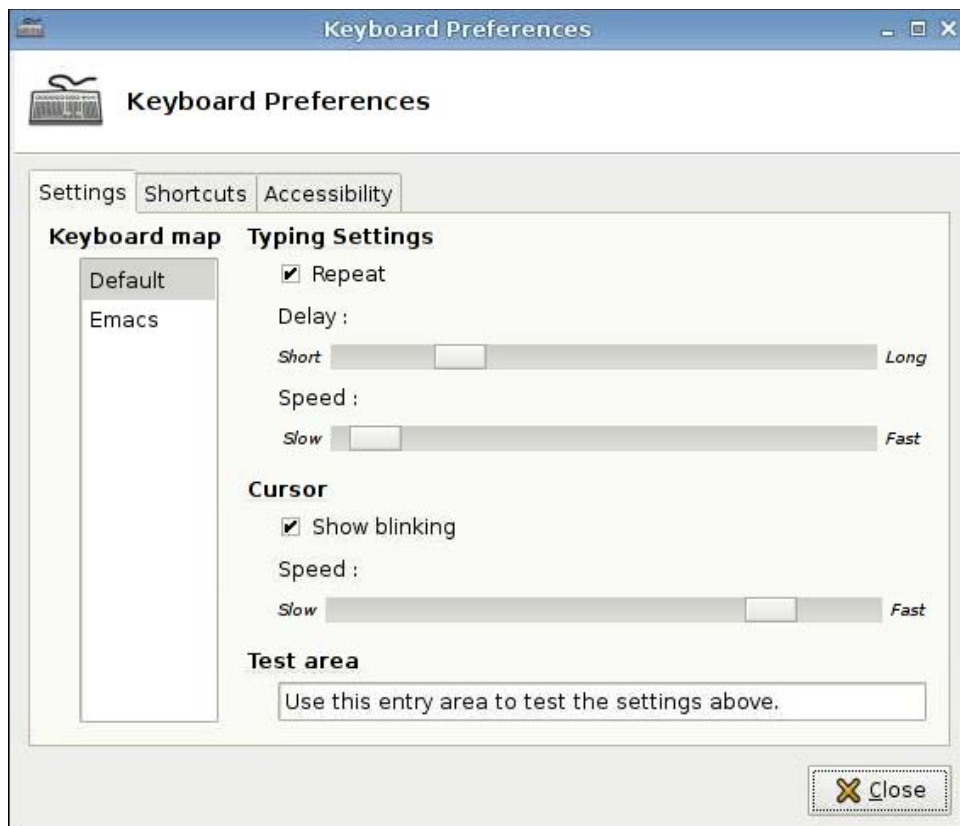 Keyboard Preferences
Keyboard Preferences
Settings Shortcuts Accessibility
Keyboard map
Default
Emacs
Typing Settings
Repeat
Delay :
Short Long
Speed :
Slow Fast
Cursor
Show blinking
Speed :
Slow Fast
Test area
Use this entry area to test the settings above.
Close